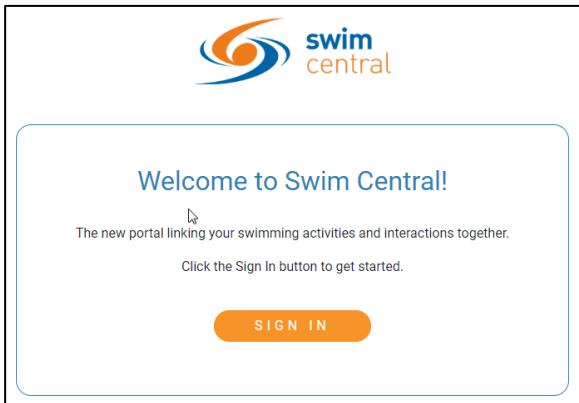 swim
central
Welcome to Swim Central!
The new portal linking your swimming activities and interactions together.
Click the Sign In button to get started.
SIGN IN